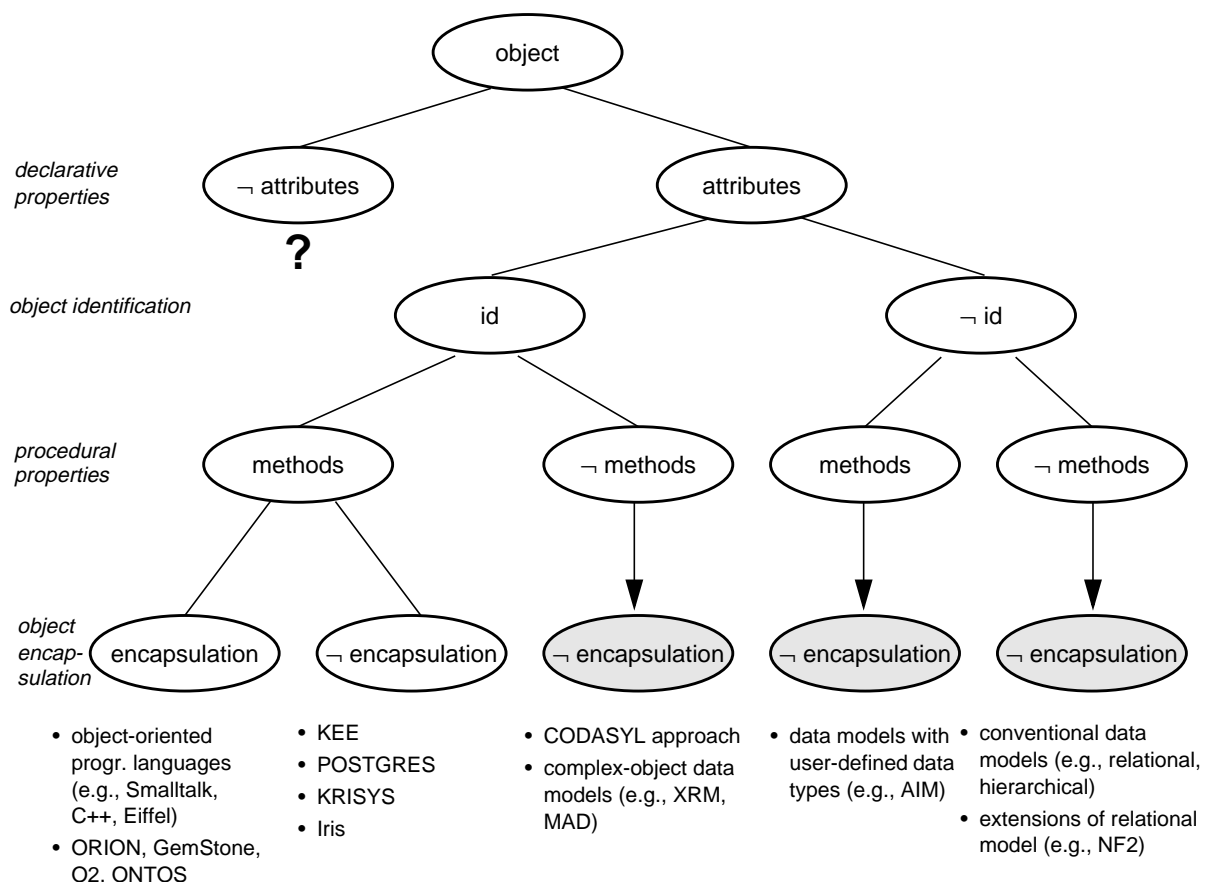 object
declarative
properties
¬ attributes
attributes
?
object identification
id
¬ id
procedural
properties
methods
¬ methods
methods
¬ methods
object
encap-
sulation
encapsulation
¬ encapsulation
¬ encapsulation
¬ encapsulation
¬ encapsulation
• object-oriented
progr. languages
(e.g., Smalltalk,
C++, Eiffel)
• ORION, GemStone,
O2, ONTOS
• KEE
• POSTGRES
• KRISYS
• Iris
• CODASYL approach
• complex-object data
models (e.g., XRM,
MAD)
• data models with
user-defined data
types (e.g., AIM)
• conventional data
models (e.g., relational,
hierarchical)
• extensions of relational
model (e.g., NF2)